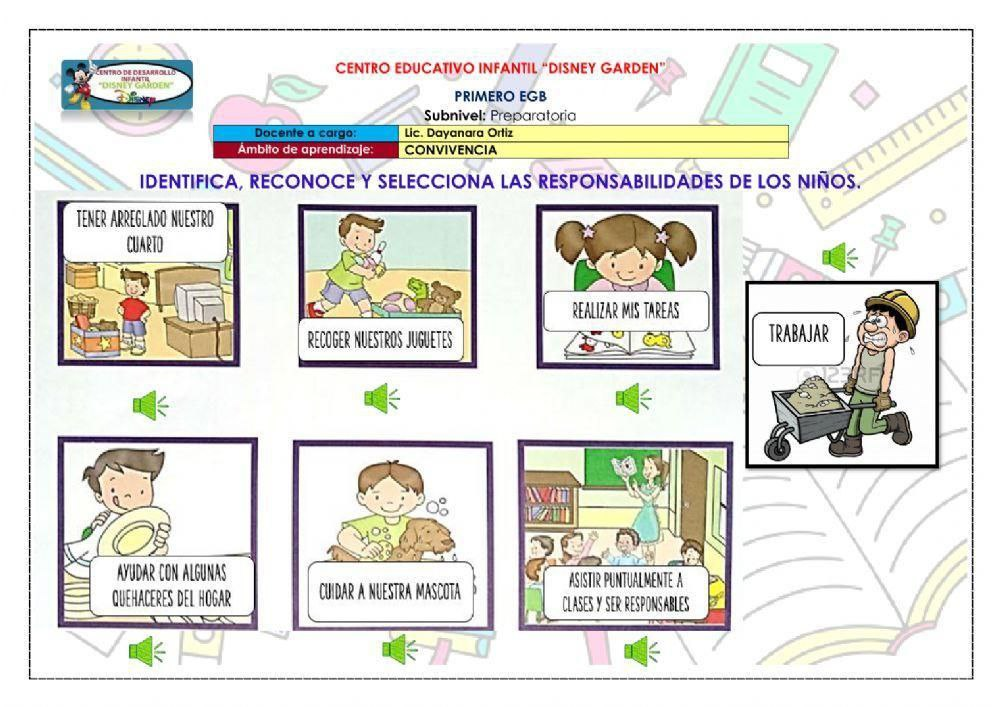 CENTRO DE DESARROLLO
INFANTIL
"DISNEY GARDEN"
Disney
CENTRO EDUCATIVO INFANTIL “DISNEY GARDEN”
PRIMERO EGB
Subnivel: Preparatoria
Docente a cargo: Lic. Dayanara Ortiz
Ámbito de aprendizaje: CONVIVENCIA
IDENTIFICA, RECONOCE Y SELECCIONA LAS RESPONSABILIDADES DE LOS NIÑOS.
TENER ARREGLADO NUESTRO
CUARTO
RECOGER NUESTROS JUGUETES
REALIZAR MIS TAREAS
TRABAJAR
123RF
AYUDAR CON ALGUNAS
QUEHACERES DEL HOGAR
CUIDAR A NUESTRA MASCOTA
ASISTIR PUNTUALMENTE A
CLASES Y SER RESPONSABLES